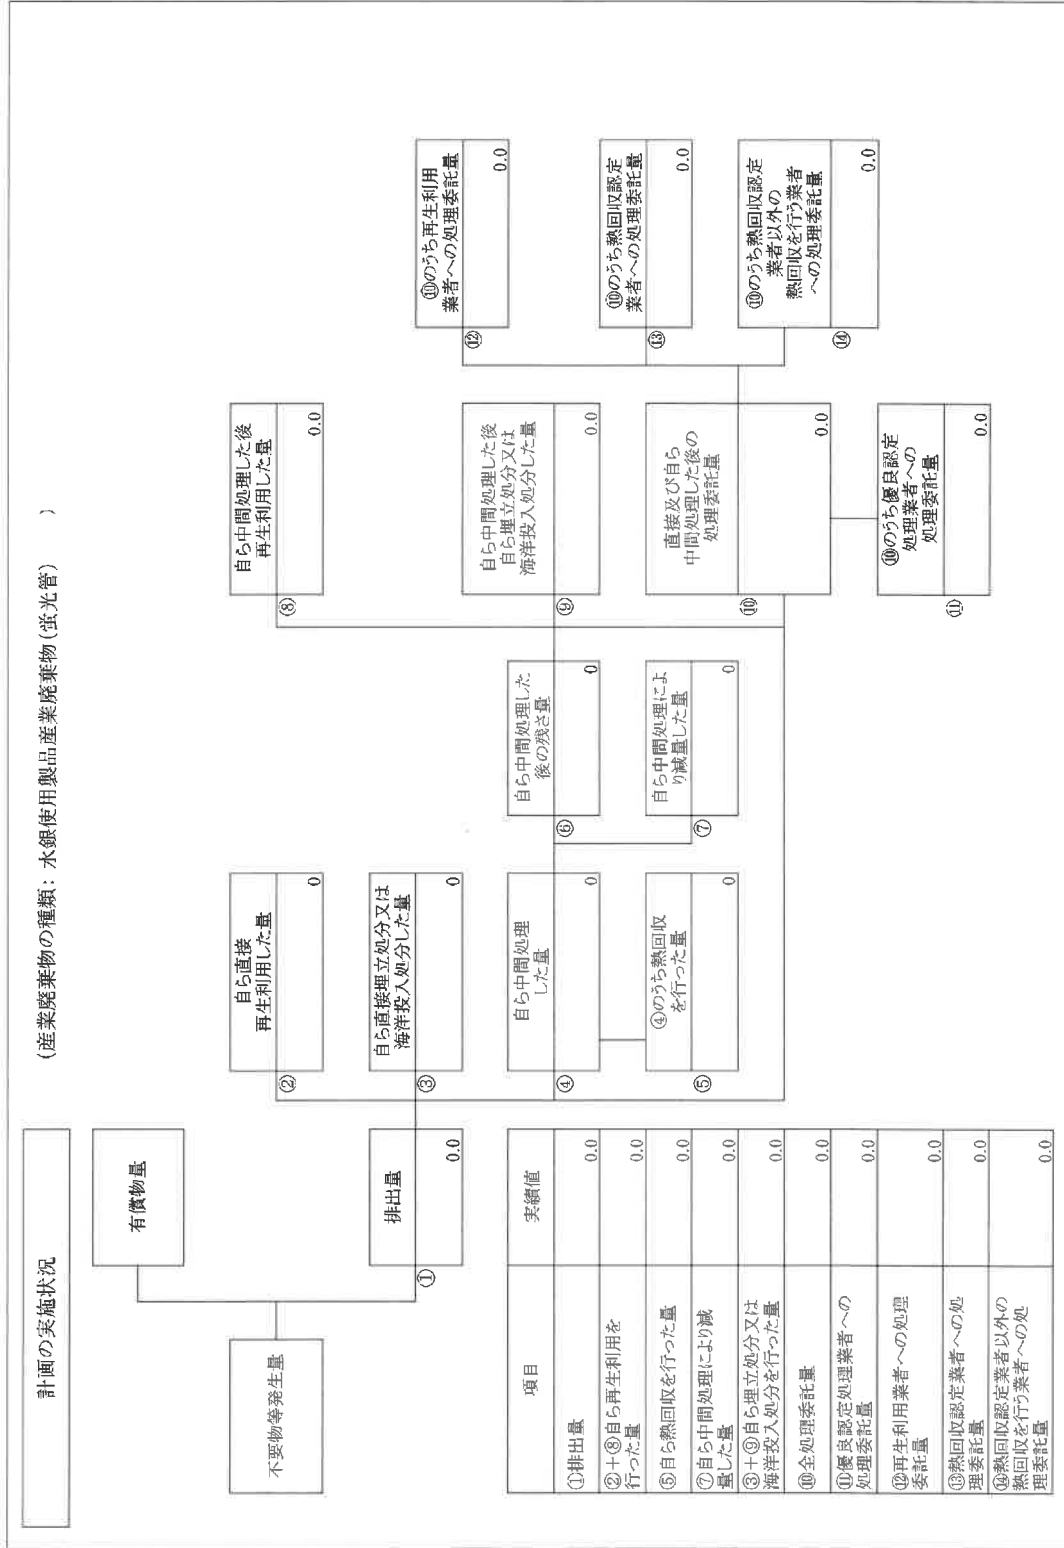 計画の実施状況
(産業廃棄物の種類: 水銀使用製品産業廃棄物(蛍光管) )
不要物等発生量
有償物量
①
排出量
0.0
②
自ら直接
再生利用した量
0
③
自ら直接埋立処分又は
海洋投入処分した量
0
④
自ら中間処理
した量
0
⑤
④のうち熱回収
を行った量
0
⑥
自ら中間処理した
後の残さ量
0
⑦
自ら中間処理によ
り減量した量
0
⑧
自ら中間処理した後
再生利用した量
0.0
⑨
自ら中間処理した後
自ら埋立処分又は
海洋投入処分した量
0.0
⑩
直接及び自ら
中間処理した後の
処理委託量
0.0
⑪
⑩のうち優良認定
処理業者への
処理委託量
0.0
⑫
⑩のうち再生利用
業者への処理委託量
0.0
⑬
⑩のうち熱回収認定
業者への処理委託量
0.0
⑭
⑩のうち熱回収認定
業者以外の
熱回収を行う業者
への処理委託量
0.0
項目 実績値
①排出量 0.0
②+⑧自ら再生利用を
行った量 0.0
⑤自ら熱回収を行った量 0.0
⑦自ら中間処理により減
量した量 0.0
③+⑨自ら埋立処分又は
海洋投入処分を行った量 0.0
⑩全処理委託量 0.0
⑪優良認定処理業者への
処理委託量 0.0
⑫再生利用業者への処理
委託量 0.0
⑬熱回収認定業者への処
理委託量 0.0
⑭熱回収認定業者以外の
熱回収を行う業者への処
理委託量 0.0